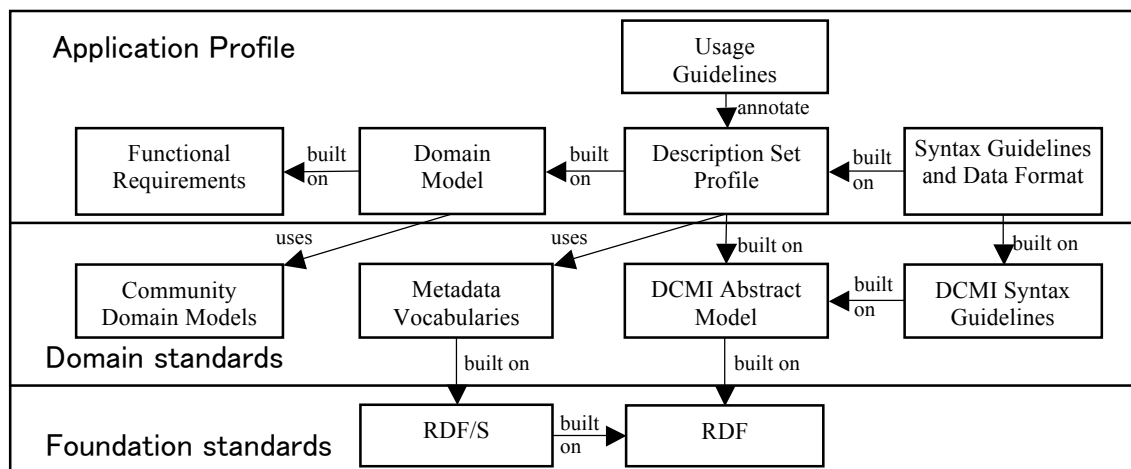 Application Profile
Usage
Guidelines
annotate
Functional
Requirements
built
on
Domain
Model
built
on
Description Set
Profile
built
on
Syntax Guidelines
and Data Format
uses
uses
built on
built on
Community
Domain Models
Metadata
Vocabularies
DCMI Abstract
Model
built
on
DCMI Syntax
Guidelines
Domain standards
built on
built on
Foundation standards
RDF/S
built
on
RDF